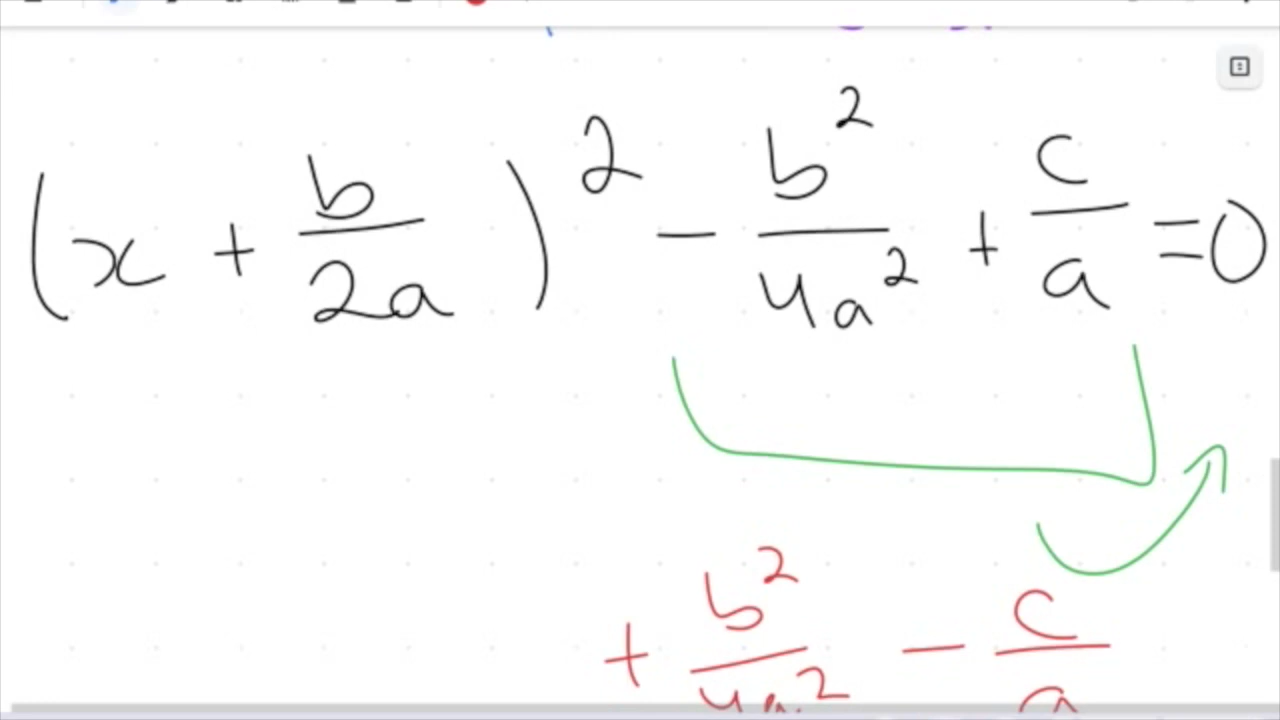 (x + b/2a)² − b²/4a² + c/a = 0
+ b²/4a² − c/a